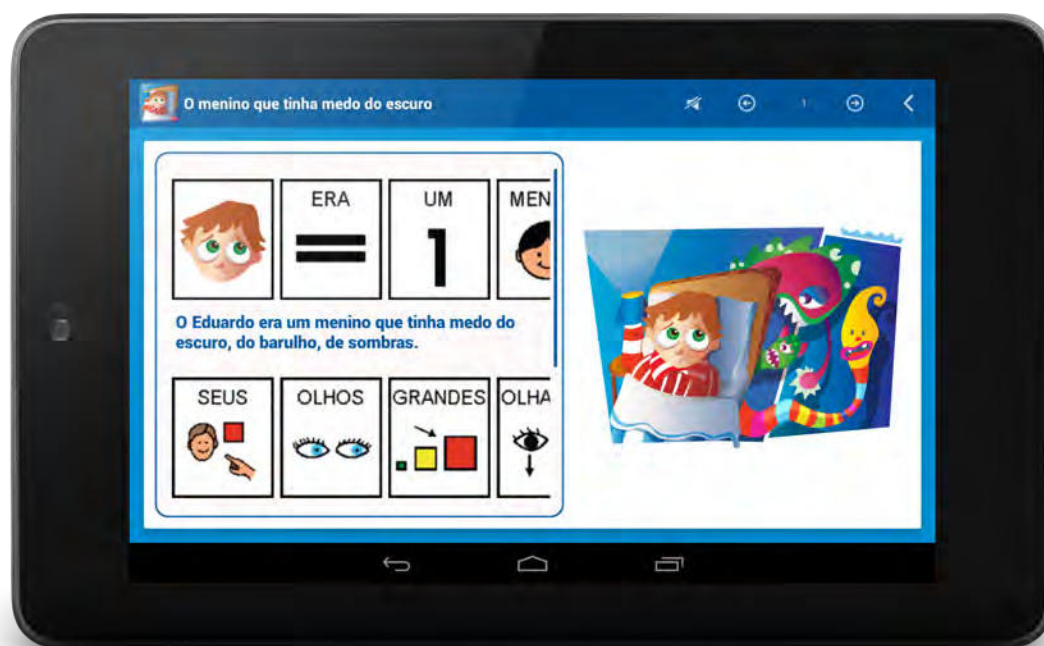 O menino que tinha medo do escuro
1
ERA
UM
MEN
1
O Eduardo era um menino que tinha medo do
escuro, do barulho, de sombras.
SEUS
OLHOS
GRANDES
OLHA